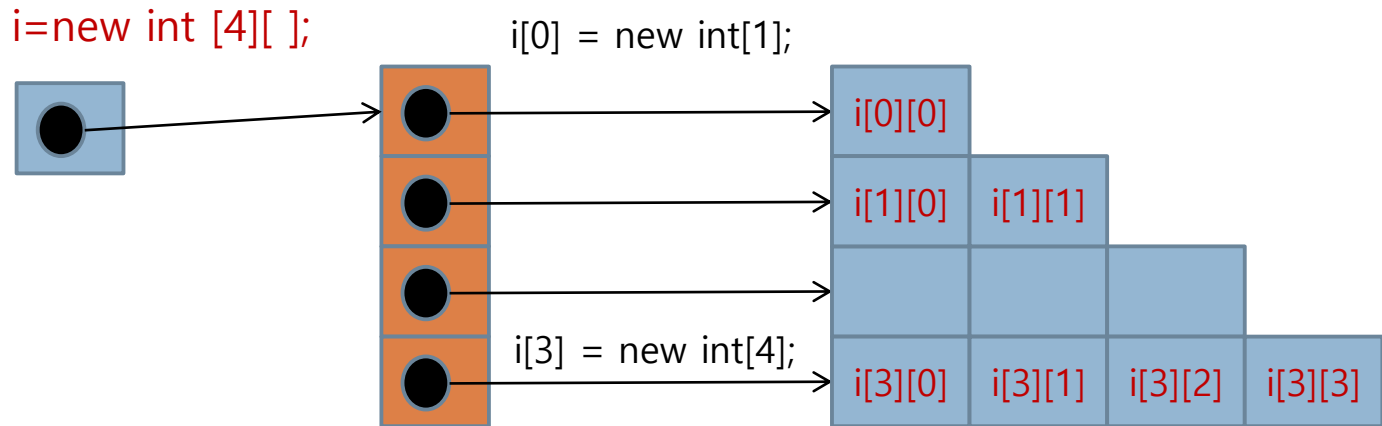 i=new int [4][ ];
i[0] = new int[1];
i[0][0]
i[1][0] i[1][1]
i[3] = new int[4];
i[3][0] i[3][1] i[3][2] i[3][3]